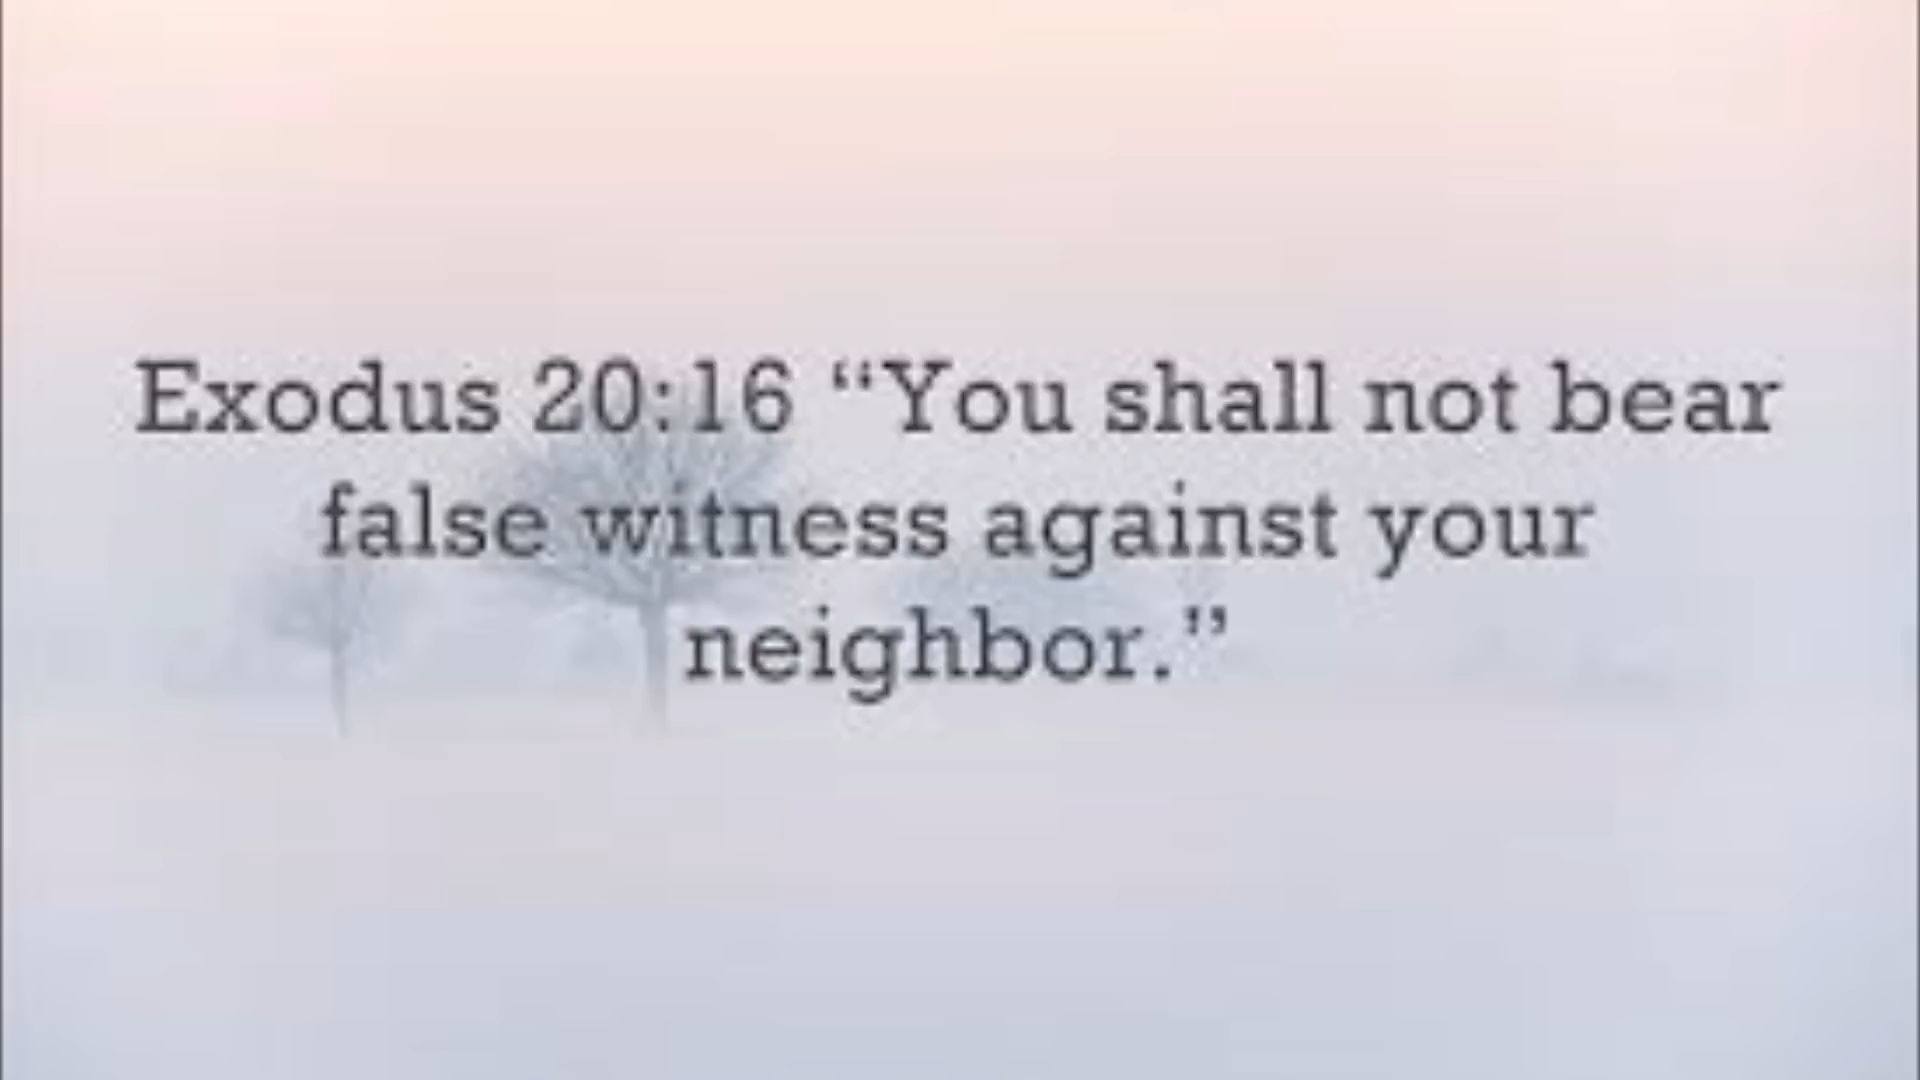 Exodus 20:16 “You shall not bear
false witness against your
neighbor.”